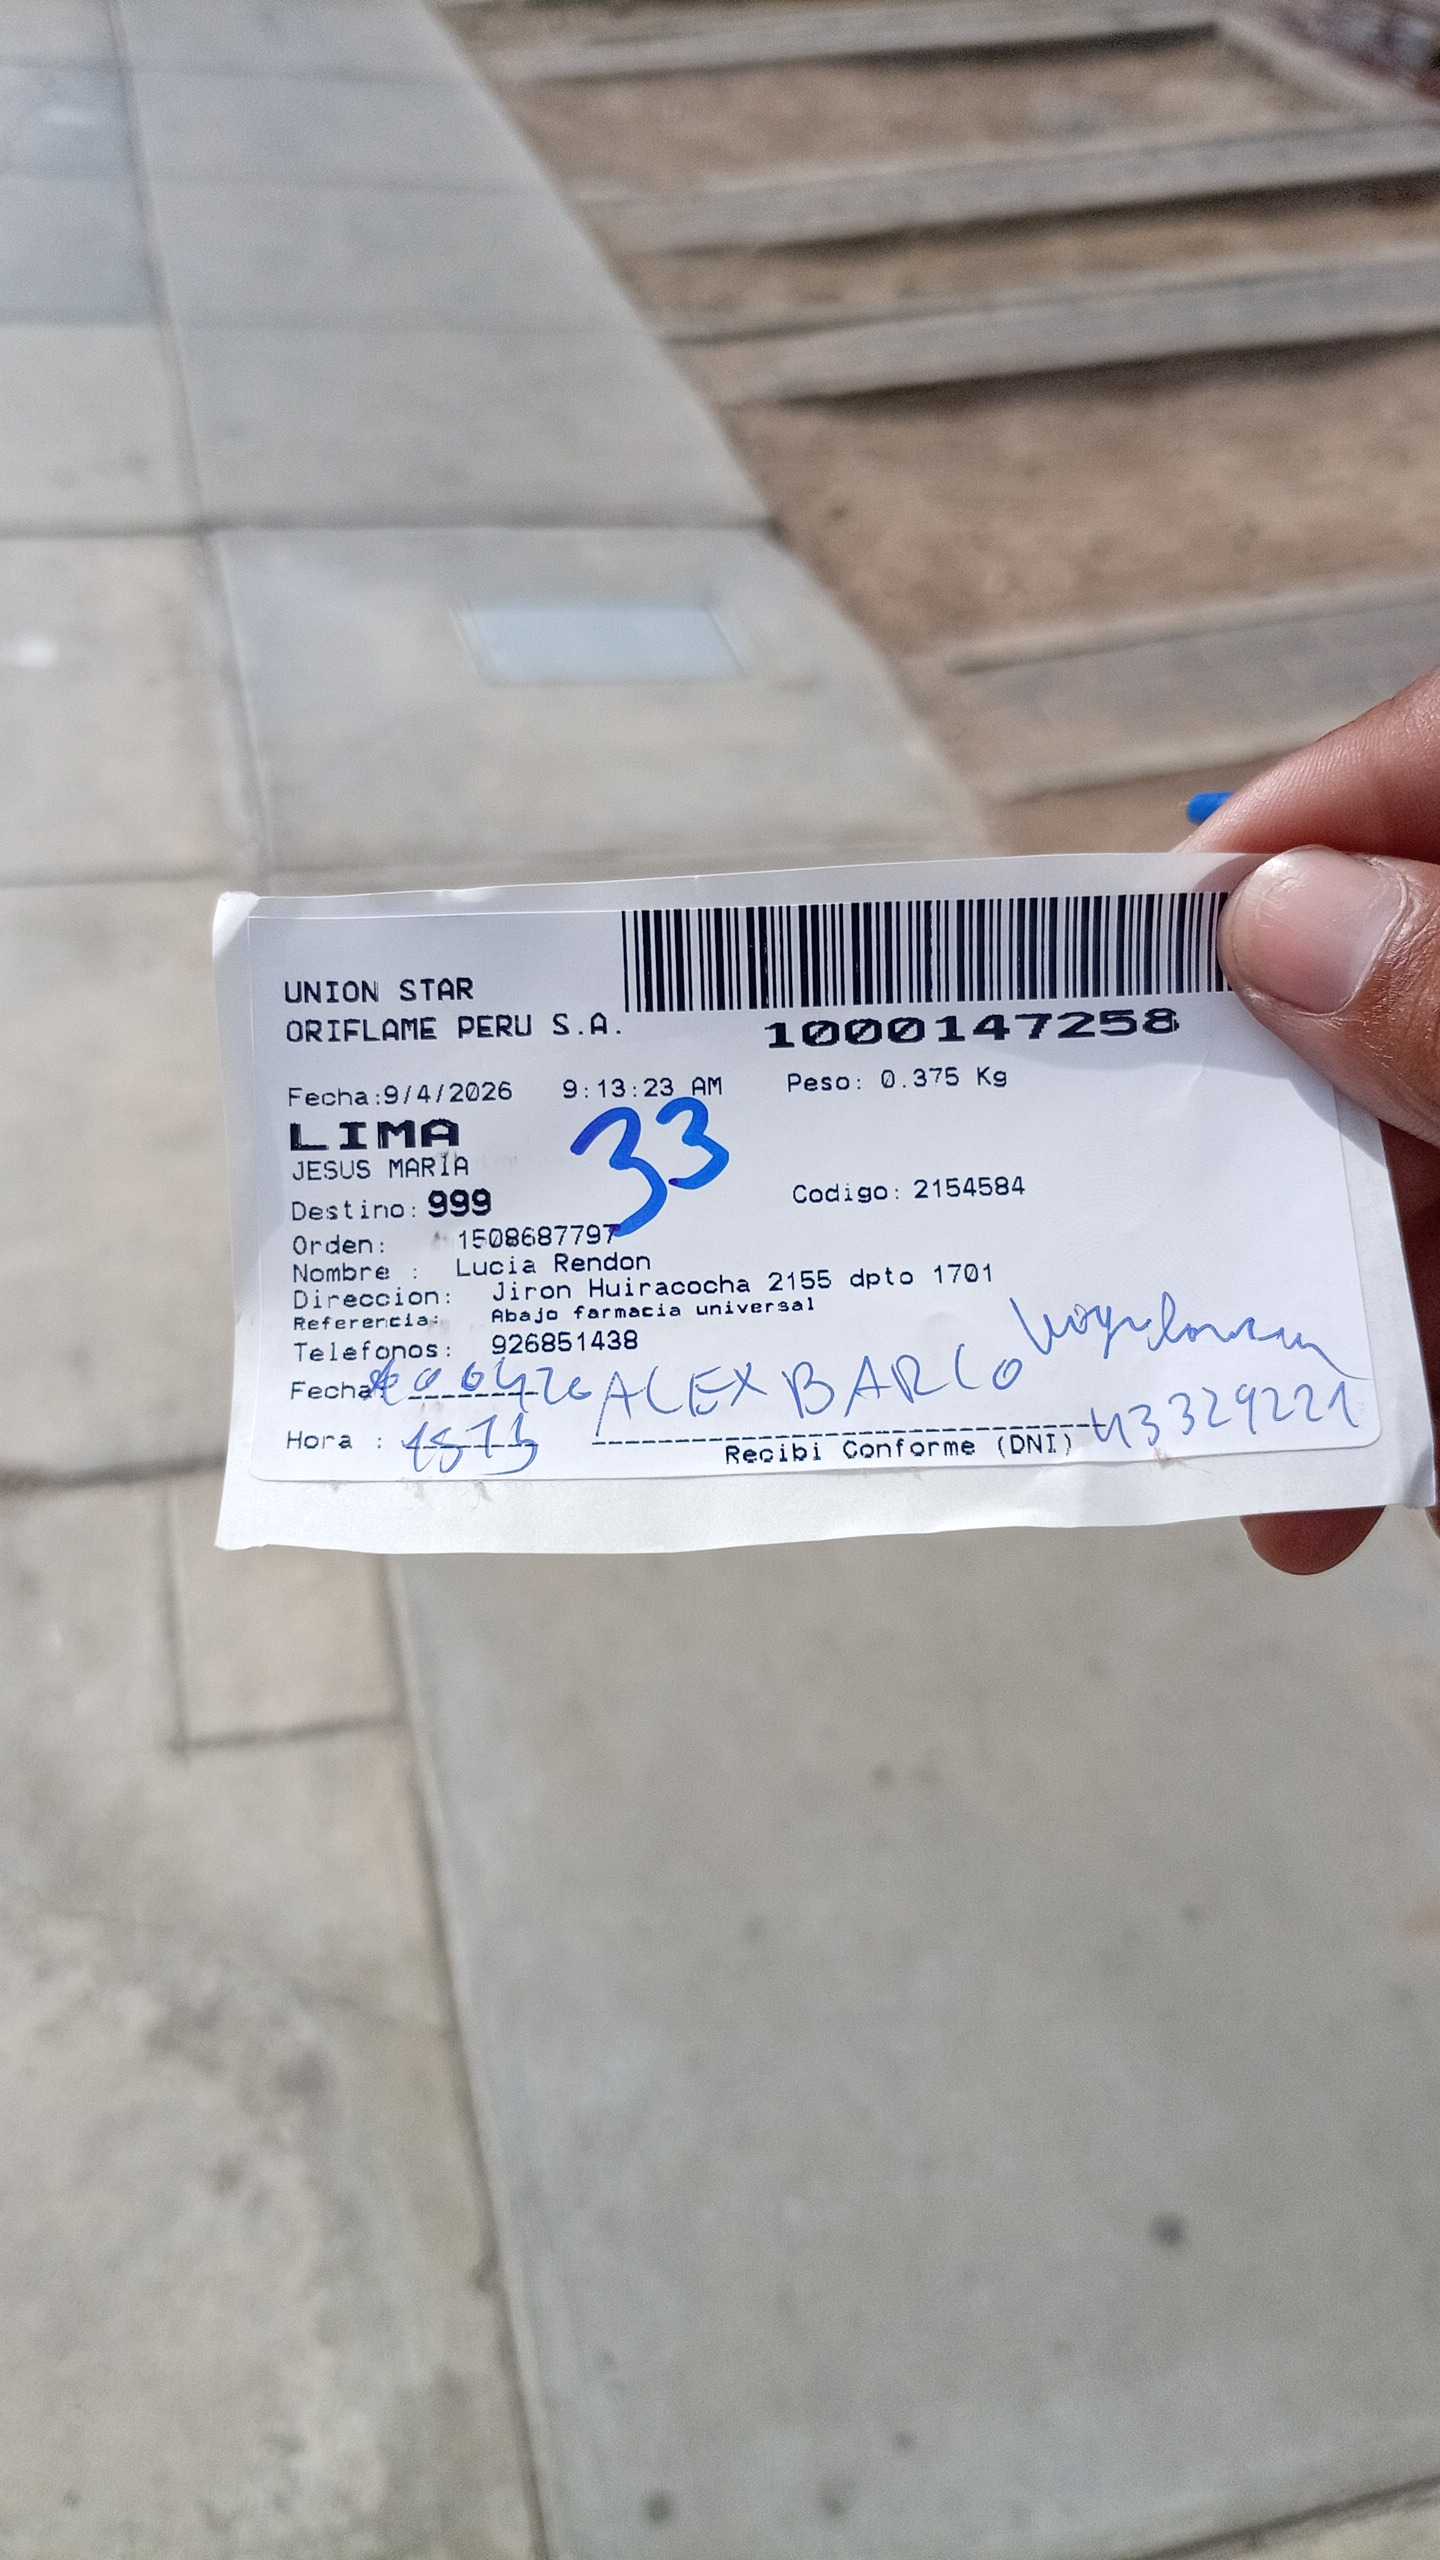 UNION STAR
ORIFLAME PERU S.A.
1000147258
Fecha:9/4/2026 9:13:23 AM Peso: 0.375 Kg
LIMA
33
JESUS MARIA
Destino: 999 Codigo: 2154584
Orden: 1508687797
Nombre : Lucia Rendon
Direccion: Jiron Huiracocha 2155 dpto 1701
Referencia: Abajo farmacia universal
Telefonos: 926851438
Fecha: ALEX BARCO
Hora : 43329221
Recibi Conforme (DNI)